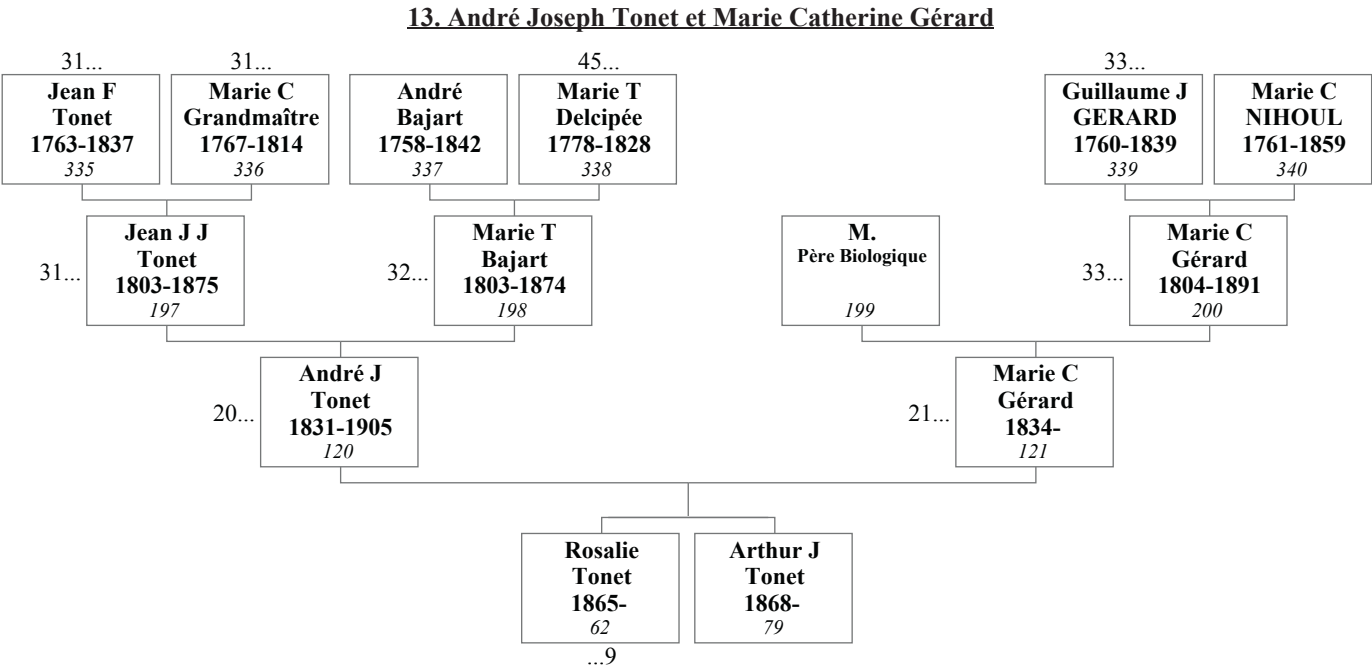 13. André Joseph Tonet et Marie Catherine Gérard
31...
31...
45...
33...
Jean F
Tonet
1763-1837
335
Marie C
Grandmaître
1767-1814
336
André
Bajart
1758-1842
337
Marie T
Delcipée
1778-1828
338
Guillaume J
GERARD
1760-1839
339
Marie C
NIHOUL
1761-1859
340
31...
Jean J J
Tonet
1803-1875
197
32...
Marie T
Bajart
1803-1874
198
M.
Père Biologique
199
33...
Marie C
Gérard
1804-1891
200
20...
André J
Tonet
1831-1905
120
21...
Marie C
Gérard
1834-
121
Rosalie
Tonet
1865-
62
Arthur J
Tonet
1868-
79
...9